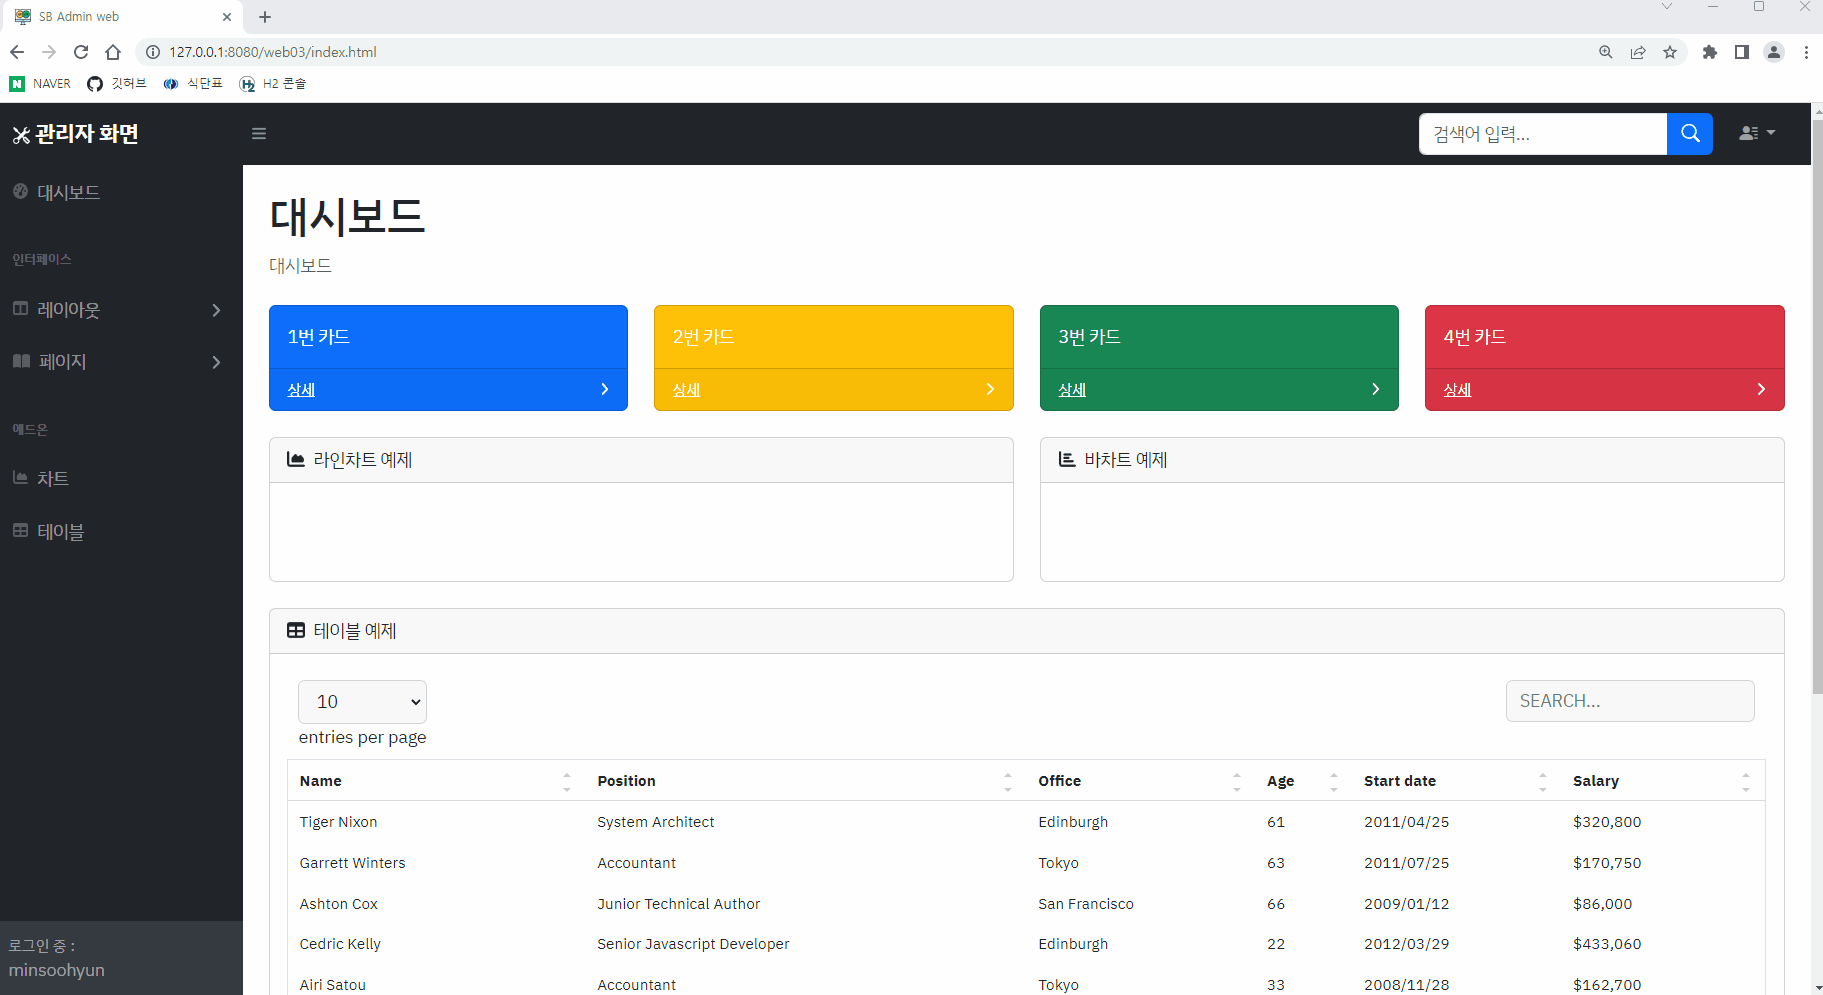 SB Admin web
127.0.0.1:8080/web03/index.html
NAVER 깃허브 식단표 H2 콘솔
관리자 화면
검색어 입력...
대시보드
인터페이스
레이아웃
페이지
애드온
차트
테이블
로그인 중 :
minsoohyun
대시보드
대시보드
1번 카드
상세
2번 카드
상세
3번 카드
상세
4번 카드
상세
라인차트 예제
바차트 예제
테이블 예제
10
entries per page
SEARCH...
Name Position Office Age Start date Salary
Tiger Nixon System Architect Edinburgh 61 2011/04/25 $320,800
Garrett Winters Accountant Tokyo 63 2011/07/25 $170,750
Ashton Cox Junior Technical Author San Francisco 66 2009/01/12 $86,000
Cedric Kelly Senior Javascript Developer Edinburgh 22 2012/03/29 $433,060
Airi Satou Accountant Tokyo 33 2008/11/28 $162,700